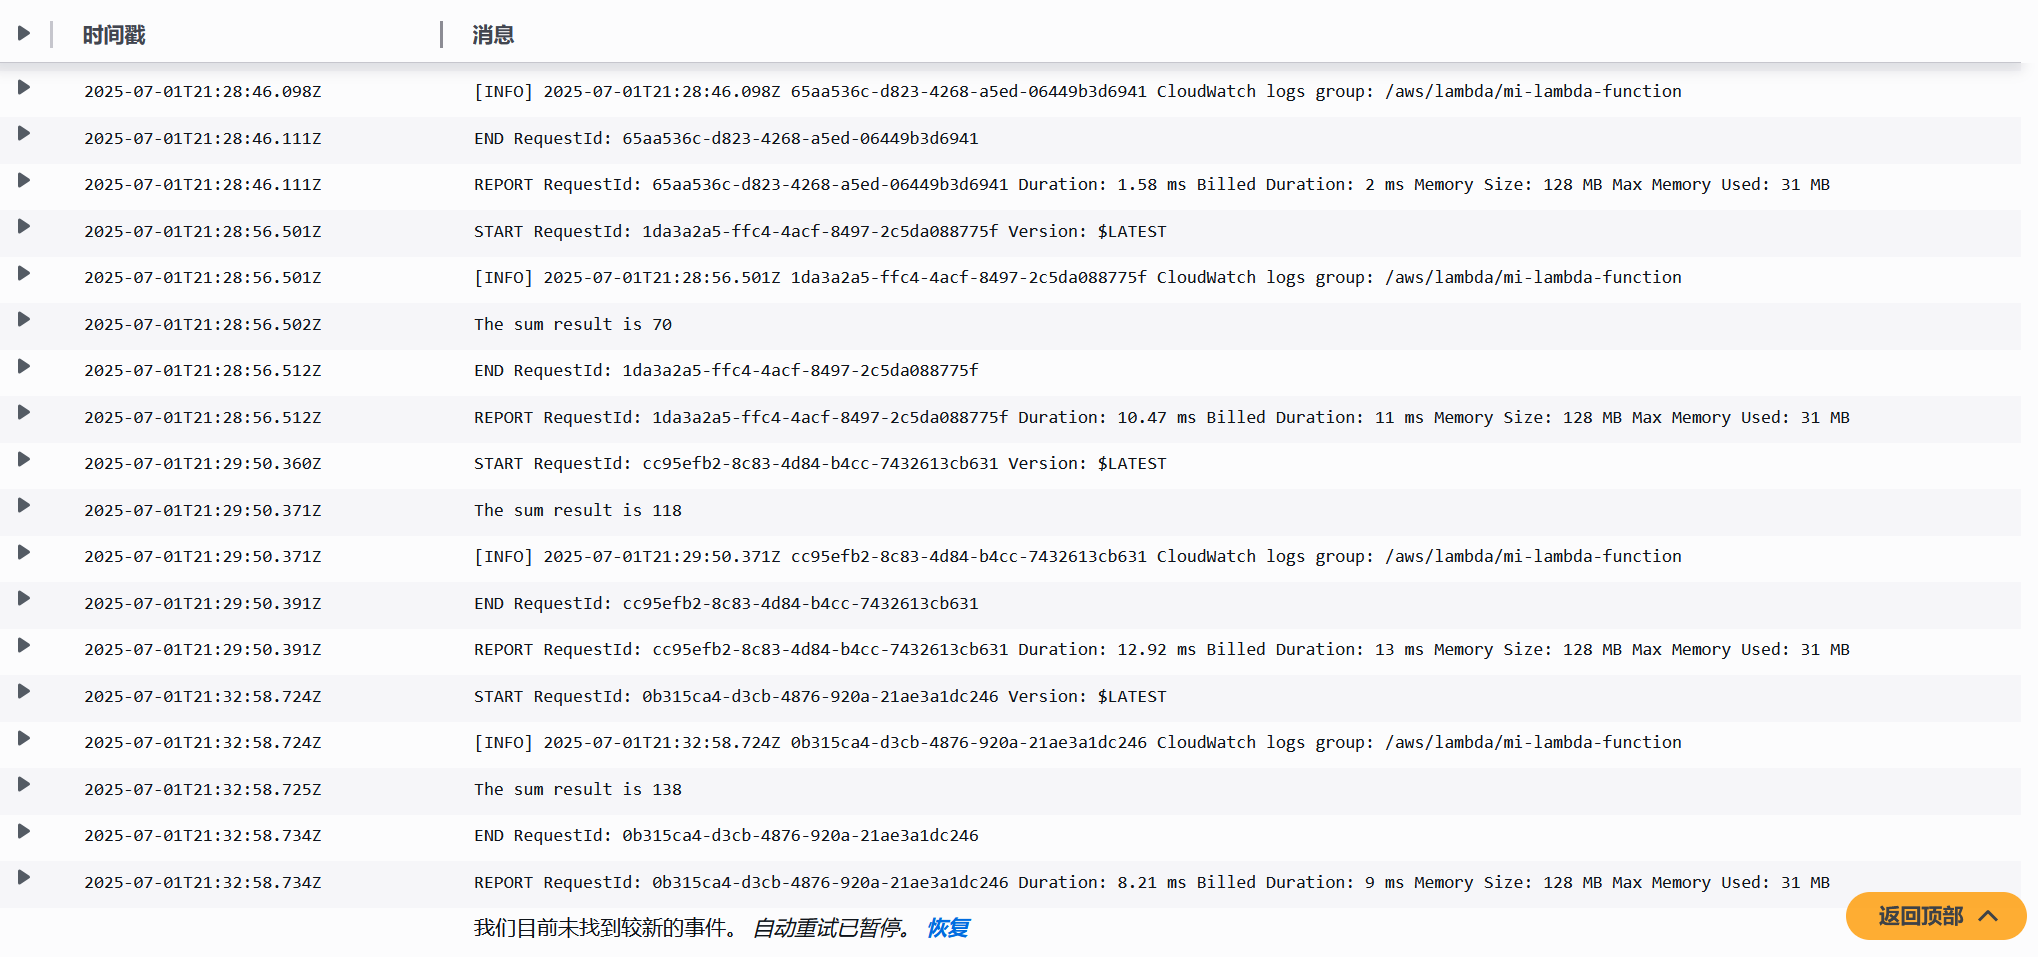 时间戳 消息
2025-07-01T21:28:46.098Z [INFO] 2025-07-01T21:28:46.098Z 65aa536c-d823-4268-a5ed-06449b3d6941 CloudWatch logs group: /aws/lambda/mi-lambda-function
2025-07-01T21:28:46.111Z END RequestId: 65aa536c-d823-4268-a5ed-06449b3d6941
2025-07-01T21:28:46.111Z REPORT RequestId: 65aa536c-d823-4268-a5ed-06449b3d6941 Duration: 1.58 ms Billed Duration: 2 ms Memory Size: 128 MB Max Memory Used: 31 MB
2025-07-01T21:28:56.501Z START RequestId: 1da3a2a5-ffc4-4acf-8497-2c5da088775f Version: $LATEST
2025-07-01T21:28:56.501Z [INFO] 2025-07-01T21:28:56.501Z 1da3a2a5-ffc4-4acf-8497-2c5da088775f CloudWatch logs group: /aws/lambda/mi-lambda-function
2025-07-01T21:28:56.502Z The sum result is 70
2025-07-01T21:28:56.512Z END RequestId: 1da3a2a5-ffc4-4acf-8497-2c5da088775f
2025-07-01T21:28:56.512Z REPORT RequestId: 1da3a2a5-ffc4-4acf-8497-2c5da088775f Duration: 10.47 ms Billed Duration: 11 ms Memory Size: 128 MB Max Memory Used: 31 MB
2025-07-01T21:29:50.360Z START RequestId: cc95efb2-8c83-4d84-b4cc-7432613cb631 Version: $LATEST
2025-07-01T21:29:50.371Z The sum result is 118
2025-07-01T21:29:50.371Z [INFO] 2025-07-01T21:29:50.371Z cc95efb2-8c83-4d84-b4cc-7432613cb631 CloudWatch logs group: /aws/lambda/mi-lambda-function
2025-07-01T21:29:50.391Z END RequestId: cc95efb2-8c83-4d84-b4cc-7432613cb631
2025-07-01T21:29:50.391Z REPORT RequestId: cc95efb2-8c83-4d84-b4cc-7432613cb631 Duration: 12.92 ms Billed Duration: 13 ms Memory Size: 128 MB Max Memory Used: 31 MB
2025-07-01T21:32:58.724Z START RequestId: 0b315ca4-d3cb-4876-920a-21ae3a1dc246 Version: $LATEST
2025-07-01T21:32:58.724Z [INFO] 2025-07-01T21:32:58.724Z 0b315ca4-d3cb-4876-920a-21ae3a1dc246 CloudWatch logs group: /aws/lambda/mi-lambda-function
2025-07-01T21:32:58.725Z The sum result is 138
2025-07-01T21:32:58.734Z END RequestId: 0b315ca4-d3cb-4876-920a-21ae3a1dc246
2025-07-01T21:32:58.734Z REPORT RequestId: 0b315ca4-d3cb-4876-920a-21ae3a1dc246 Duration: 8.21 ms Billed Duration: 9 ms Memory Size: 128 MB Max Memory Used: 31 MB
我们目前未找到较新的事件。 自动重试已暂停。 恢复
返回顶部